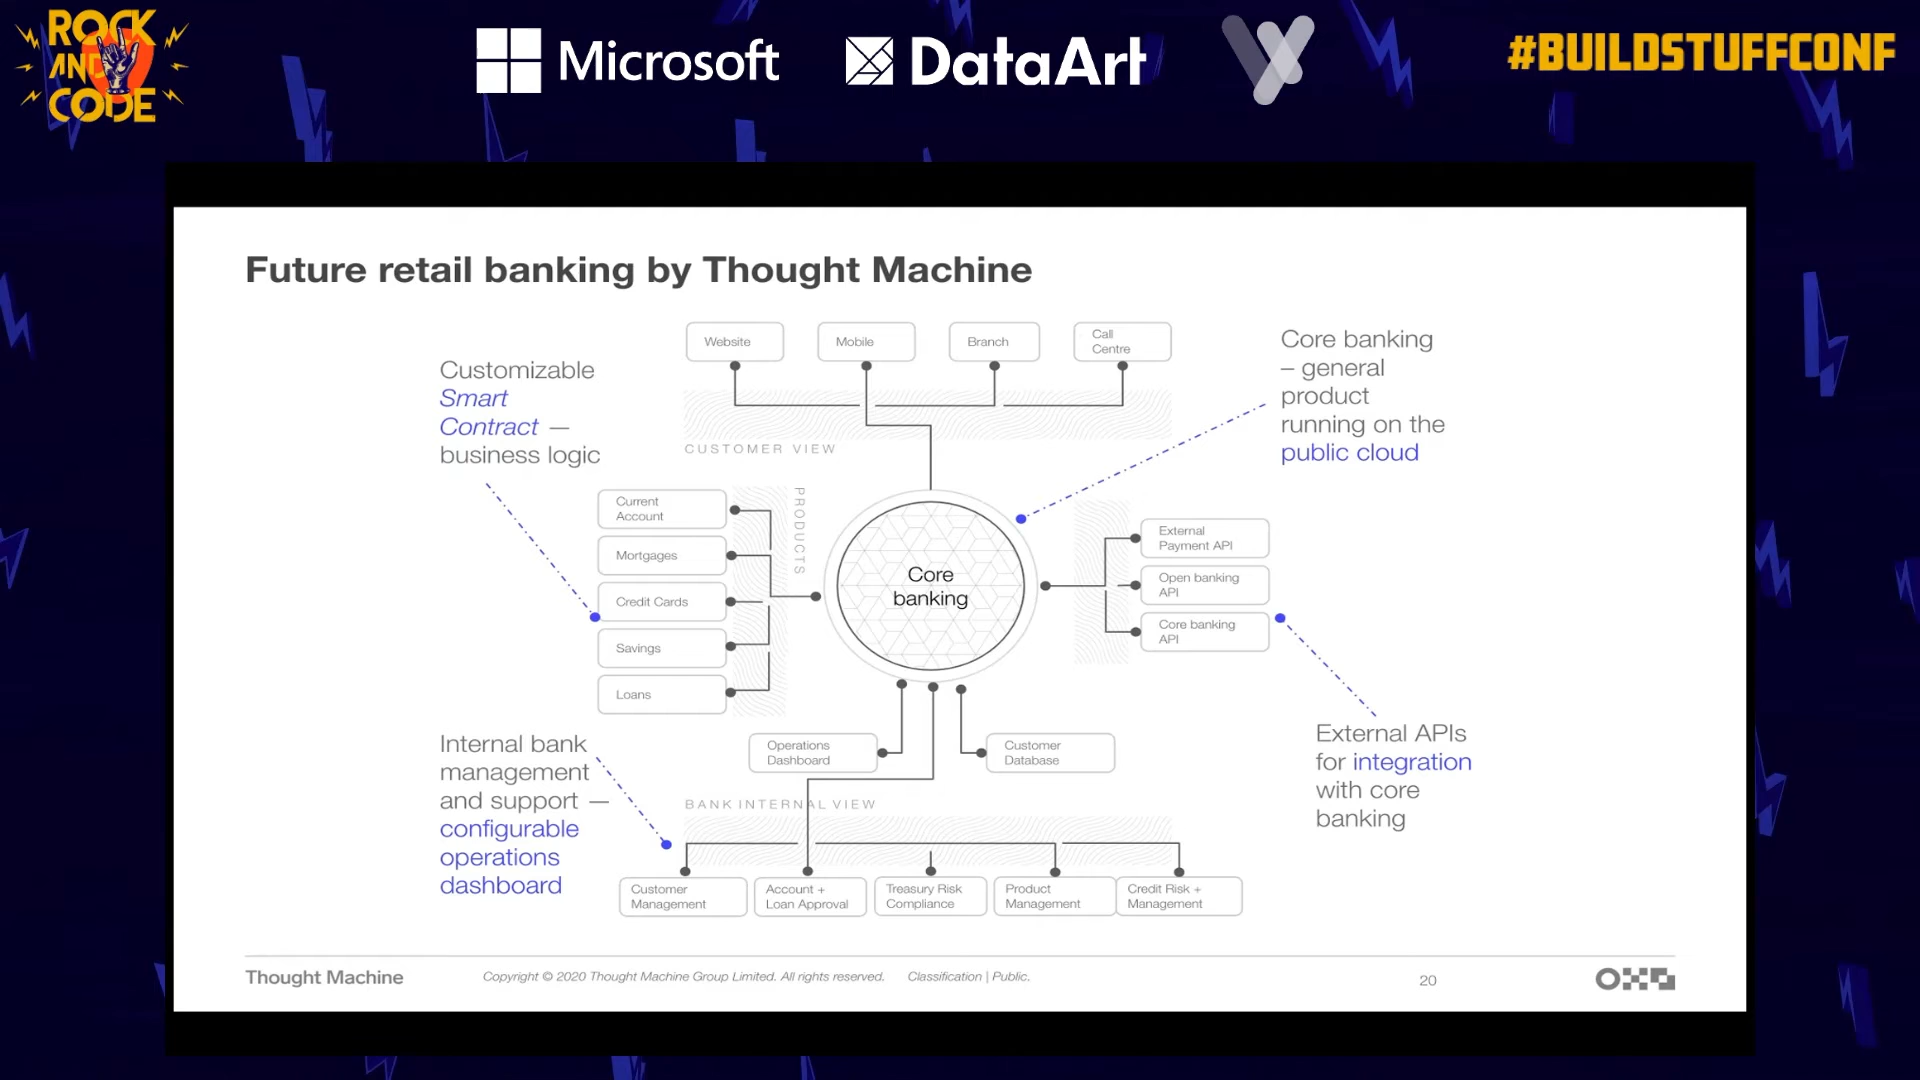 ROCK
AND
CODE
Microsoft
DataArt
#BUILDSTUFFCONF
Future retail banking by Thought Machine
Website
Mobile
Branch
Call
Centre
Customizable
Smart
Contract —
business logic
Core banking
– general
product
running on the
public cloud
CUSTOMER VIEW
Current
Account
Mortgages
Credit Cards
Savings
Loans
PRODUCTS
Core
banking
External
Payment API
Open banking
API
Core banking
API
Internal bank
management
and support —
configurable
operations
dashboard
Operations
Dashboard
Customer
Database
External APIs
for integration
with core
banking
BANK INTERNAL VIEW
Customer
Management
Account +
Loan Approval
Treasury Risk
Compliance
Product
Management
Credit Risk +
Management
Thought Machine
Copyright © 2020 Thought Machine Group Limited. All rights reserved.
Classification | Public.
20